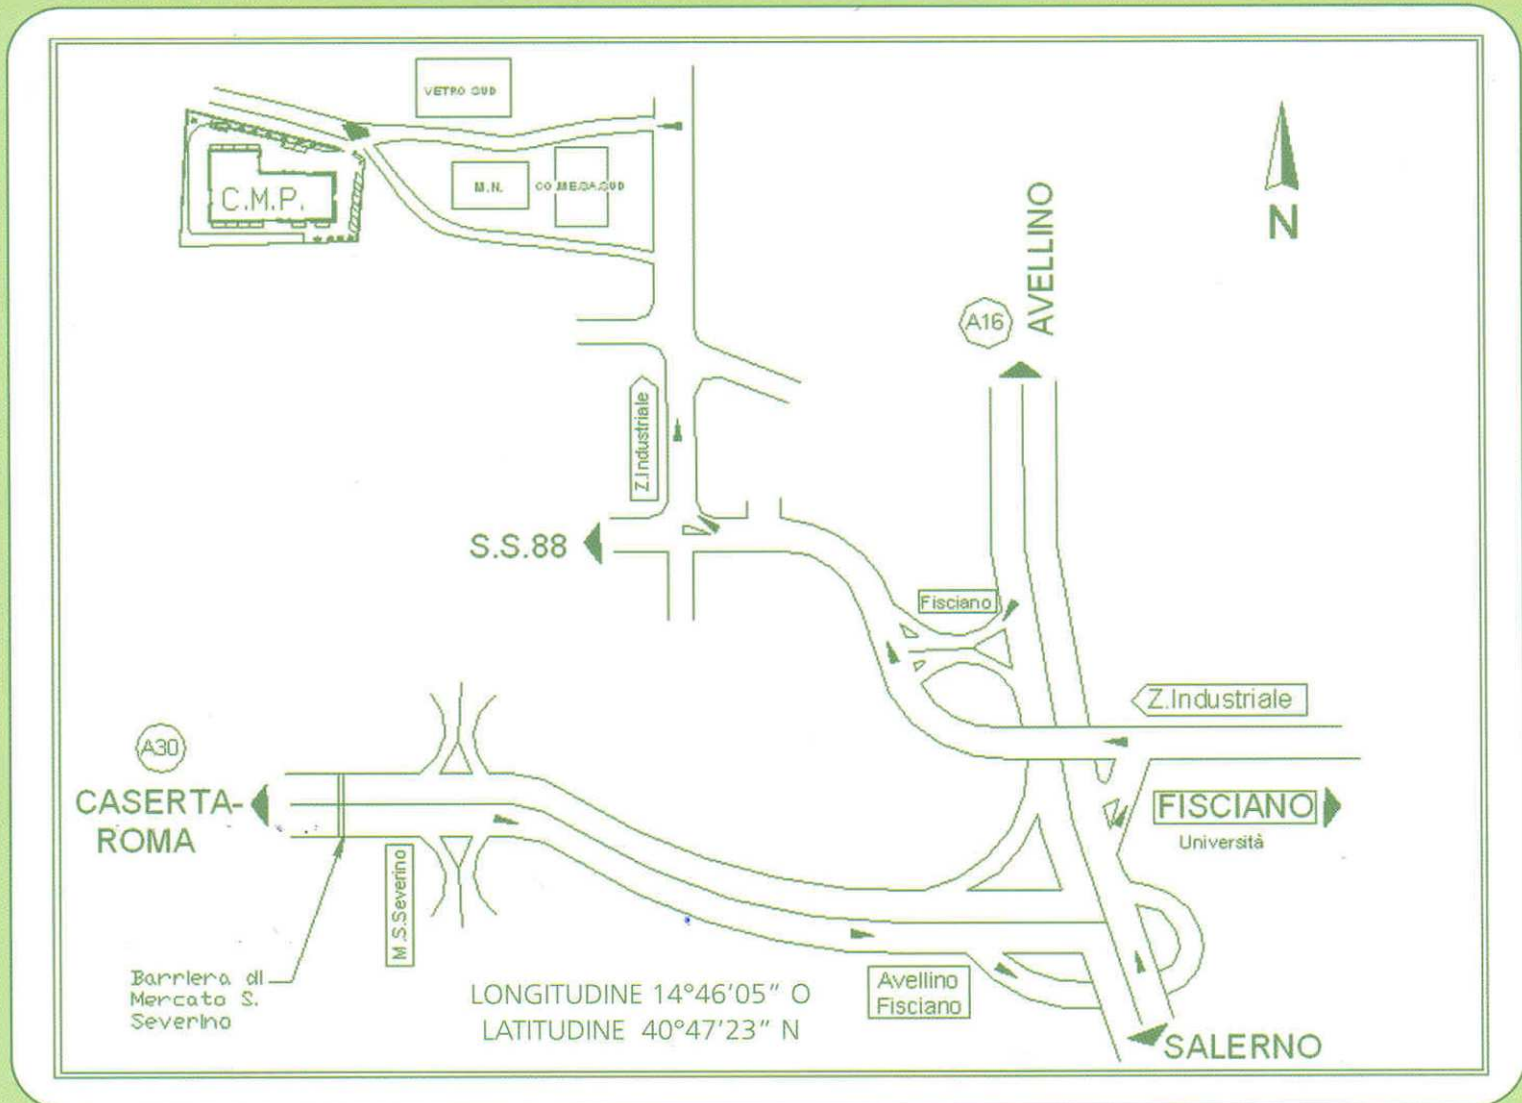 VETRO SUD
C.M.P.
M.N.
CO.ME.DA.SUD
N
AVELLINO
A16
Z.Industriale
S.S.88
Fisciano
Z.Industriale
A30
CASERTA-
ROMA
FISCIANO
Università
M.S.Severino
Barriera di
Mercato S.
Severino
LONGITUDINE 14°46'05" O
LATITUDINE 40°47'23" N
Avellino
Fisciano
SALERNO